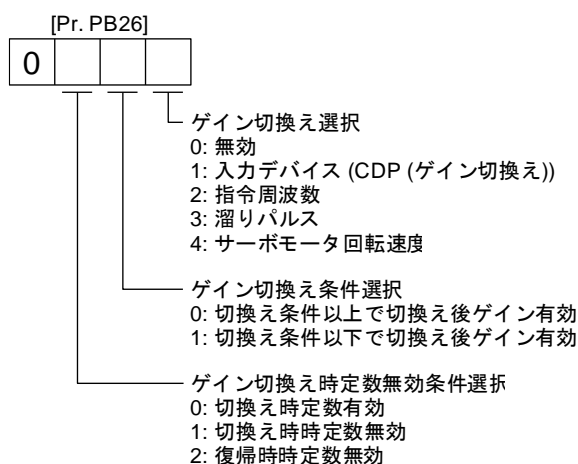 [Pr. PB26]
0
ゲイン切換え選択
0: 無効
1: 入力デバイス (CDP (ゲイン切換え))
2: 指令周波数
3: 溜りパルス
4: サーボモータ回転速度
ゲイン切換え条件選択
0: 切換え条件以上で切換え後ゲイン有効
1: 切換え条件以下で切換え後ゲイン有効
ゲイン切換え時定数無効条件選択
0: 切換え時定数有効
1: 切換え時時定数無効
2: 復帰時時定数無効